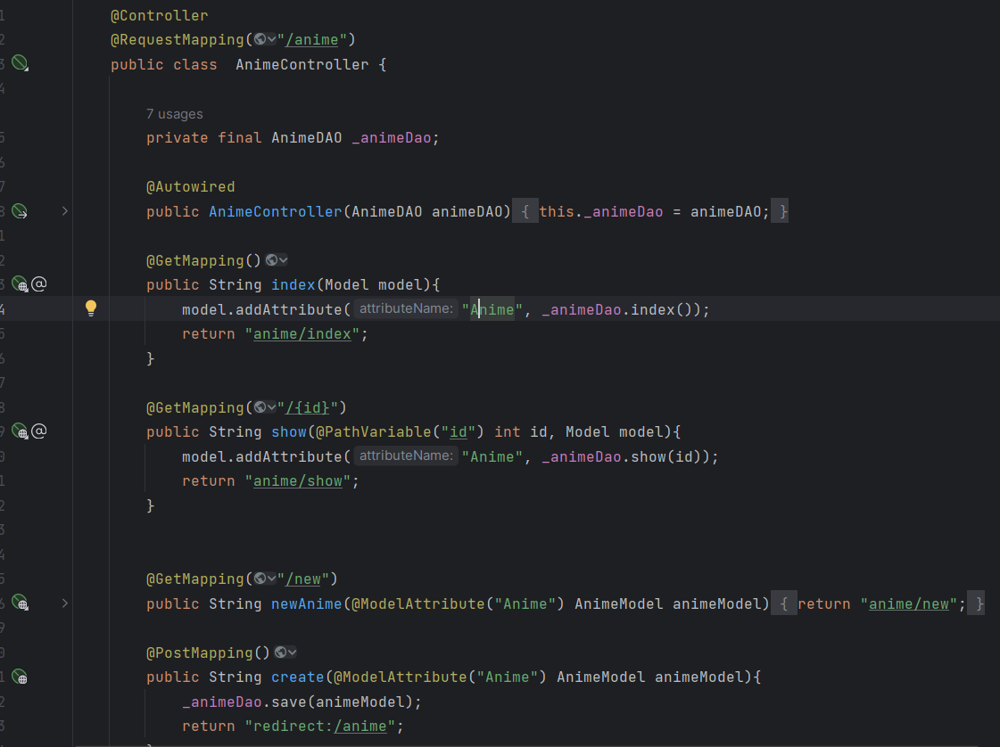 @Controller
@RequestMapping("/anime")
public class  AnimeController {
7 usages
private final AnimeDAO _animeDao;
@Autowired
public AnimeController(AnimeDAO animeDAO) { this._animeDao = animeDAO; }
@GetMapping()
public String index(Model model){
model.addAttribute( attributeName: "Anime", _animeDao.index());
return "anime/index";
}
@GetMapping("/{id}")
public String show(@PathVariable("id") int id, Model model){
model.addAttribute( attributeName: "Anime", _animeDao.show(id));
return "anime/show";
}
@GetMapping("/new")
public String newAnime(@ModelAttribute("Anime") AnimeModel animeModel) { return "anime/new"; }
@PostMapping()
public String create(@ModelAttribute("Anime") AnimeModel animeModel){
_animeDao.save(animeModel);
return "redirect:/anime";